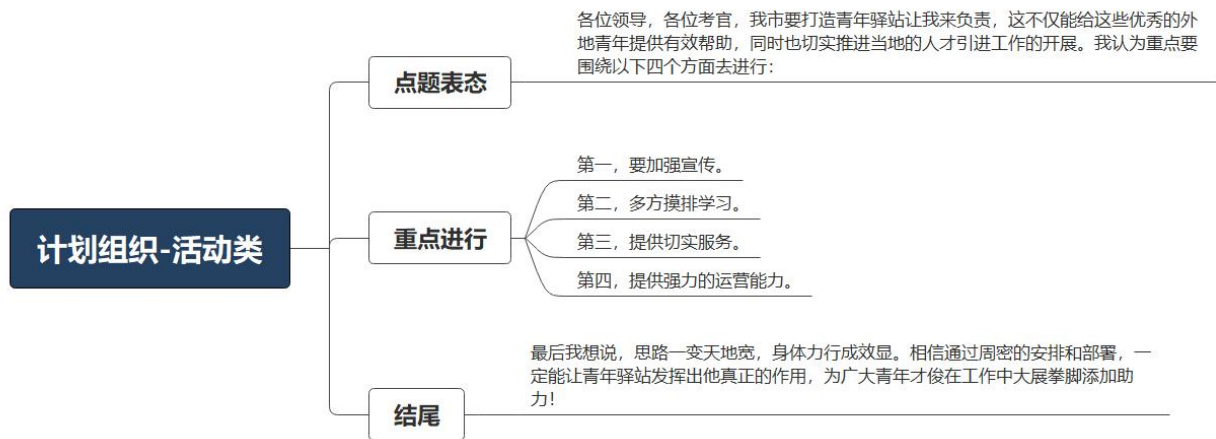 各位领导，各位考官，我市要打造青年驿站让我来负责，这不仅能给这些优秀的外
地青年提供有效帮助，同时也切实推进当地的人才引进工作的开展。我认为重点要
围绕以下四个方面去进行：
点题表态
第一，要加强宣传。
第二，多方摸排学习。
计划组织-活动类
重点进行
第三，提供切实服务。
第四，提供强力的运营能力。
最后我想说，思路一变天地宽，身体力行成效显。相信通过周密的安排和部署，一
定能让青年驿站发挥出他真正的作用，为广大青年才俊在工作中大展拳脚添加助
力！
结尾